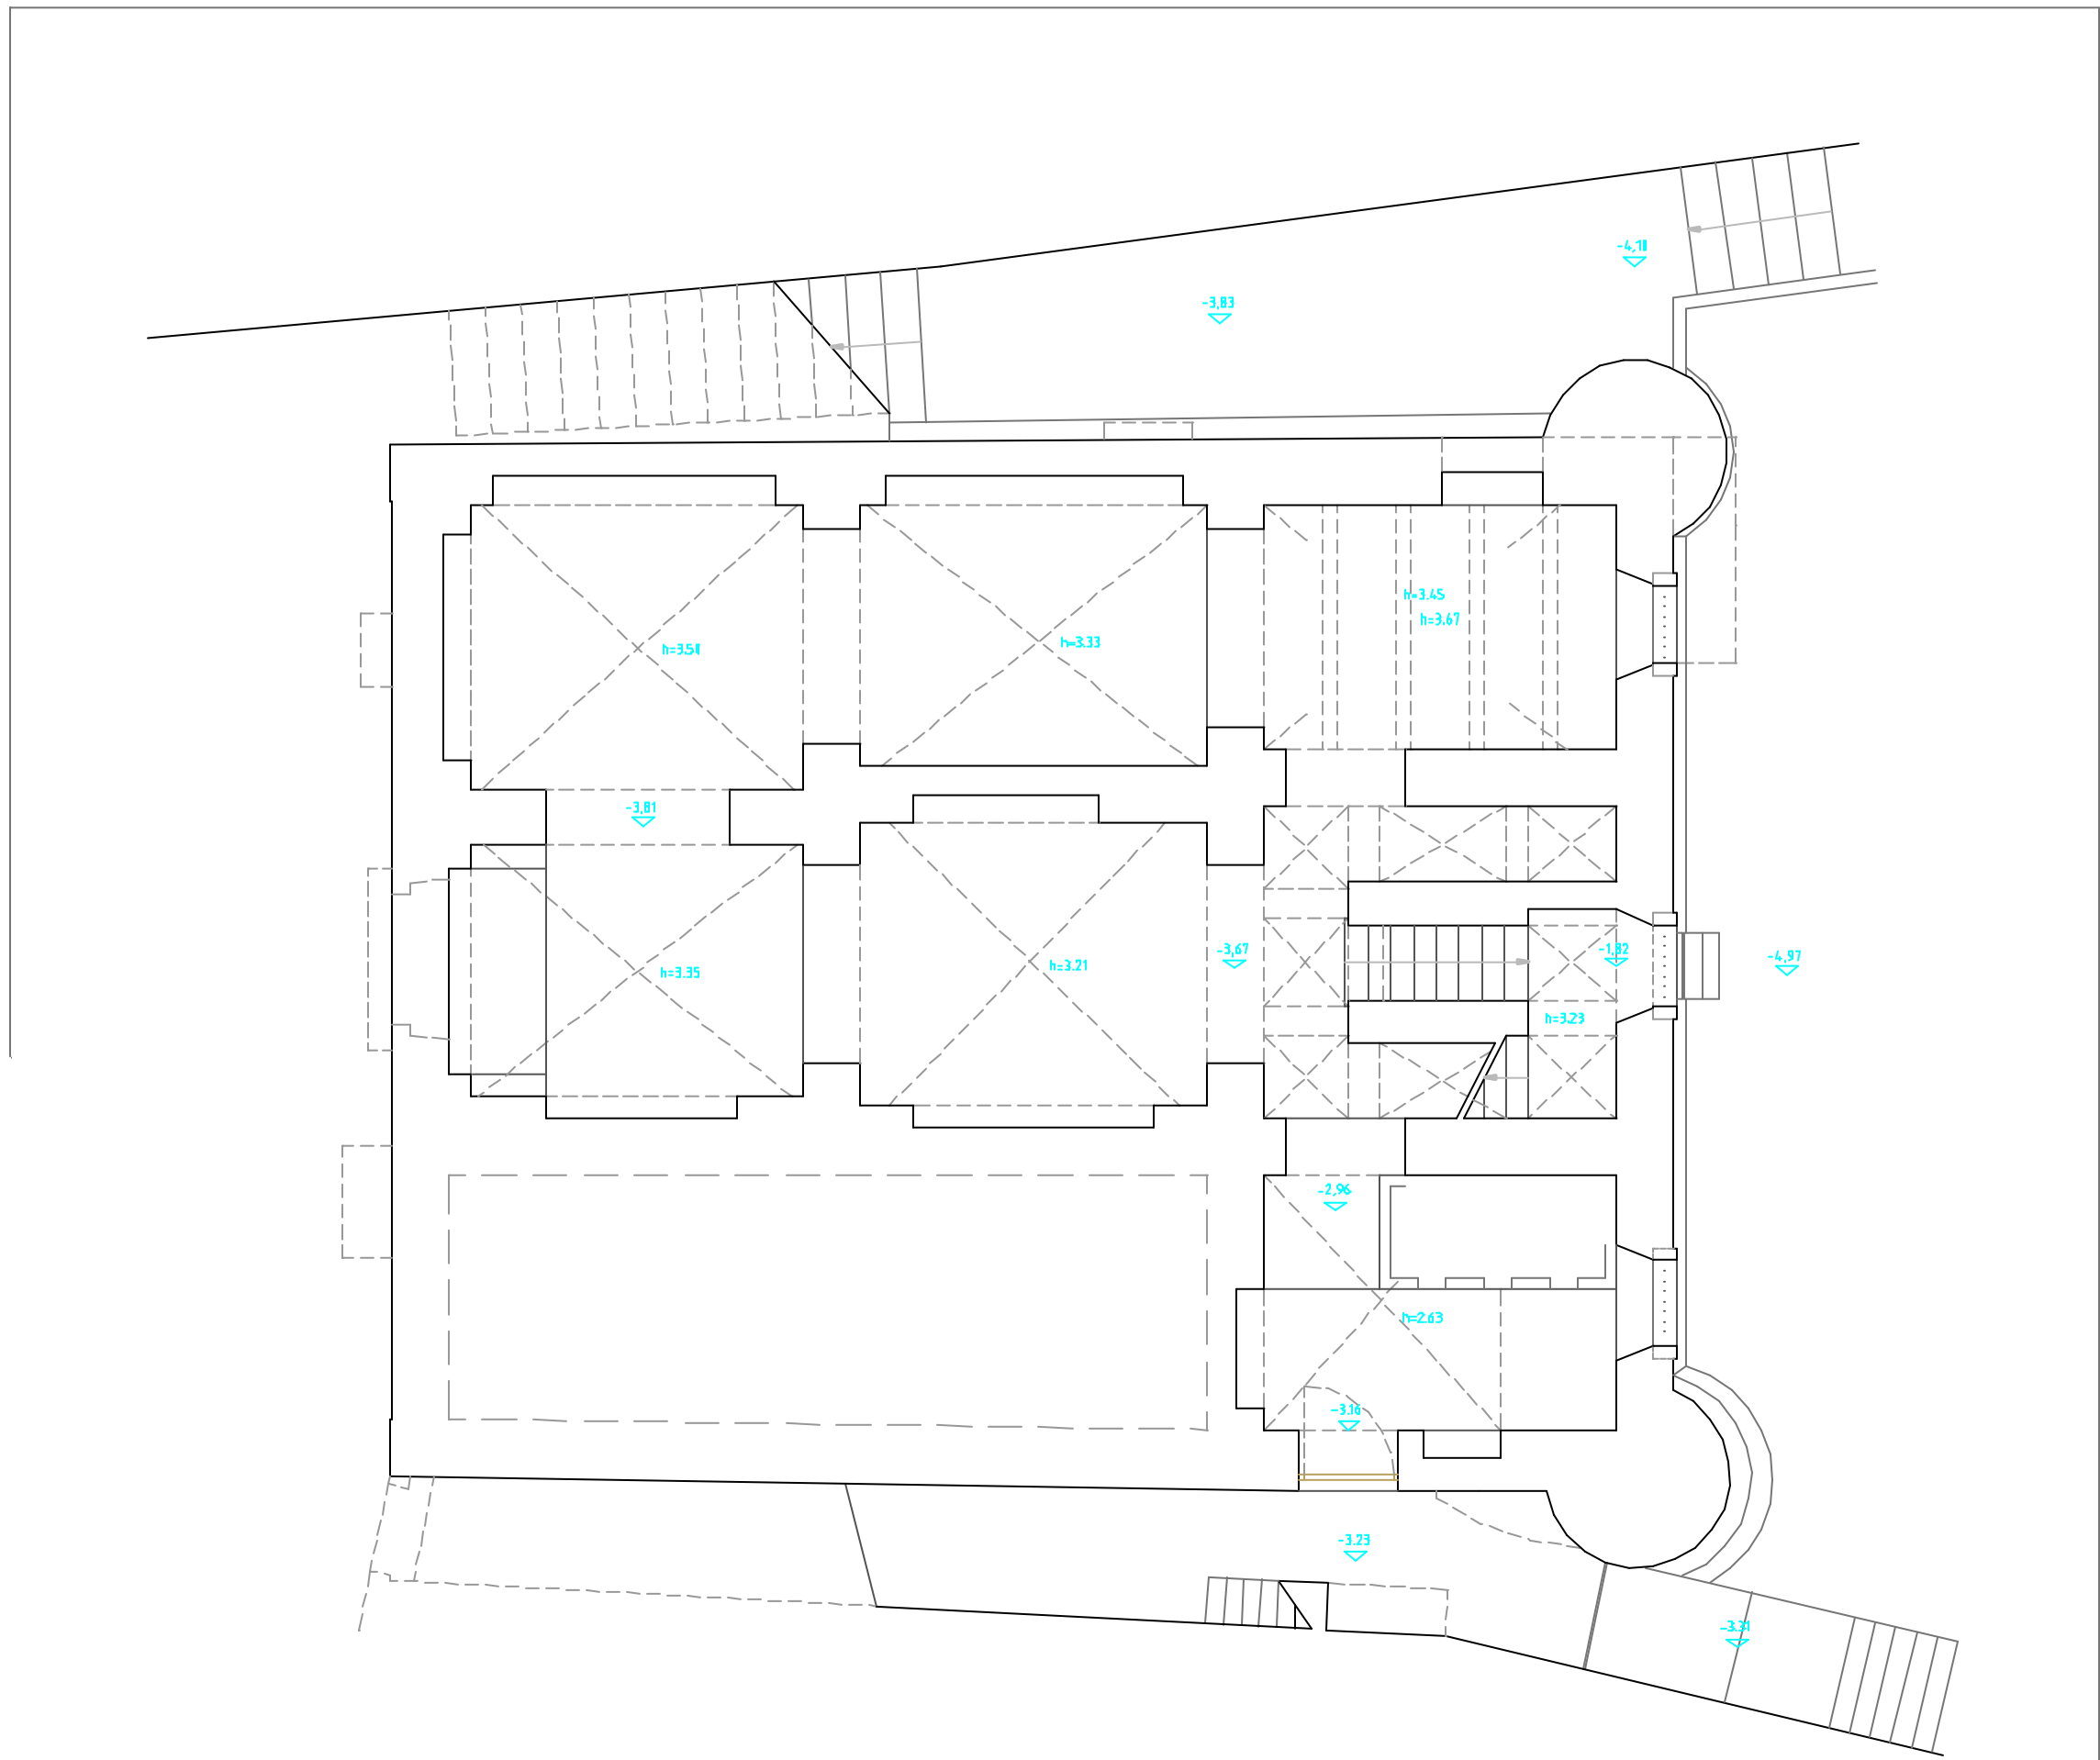 -4,18
-3,83
h=3.45
h=3.67
h=3.33
h=3.58
-3,81
-3,67
-1,82
-4,97
h=3.35
h=3.21
h=3.23
-2,96
h=2.63
-3.16
-3.23
-3.31